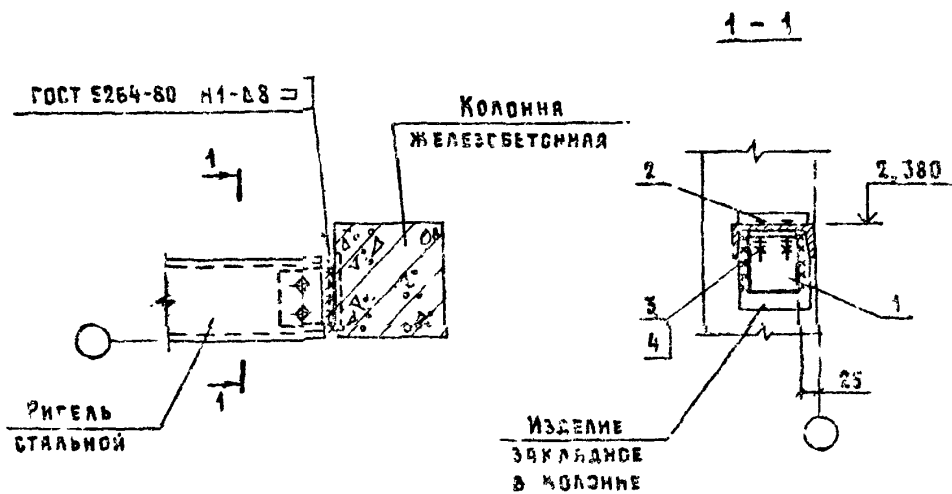 1 - 1
ГОСТ 5264-80 Н1-Δ8
Колонна
железобетонная
1
2
2,380
3
4
1
25
1
Ригель
стальной
Изделие
закладное
в колонне